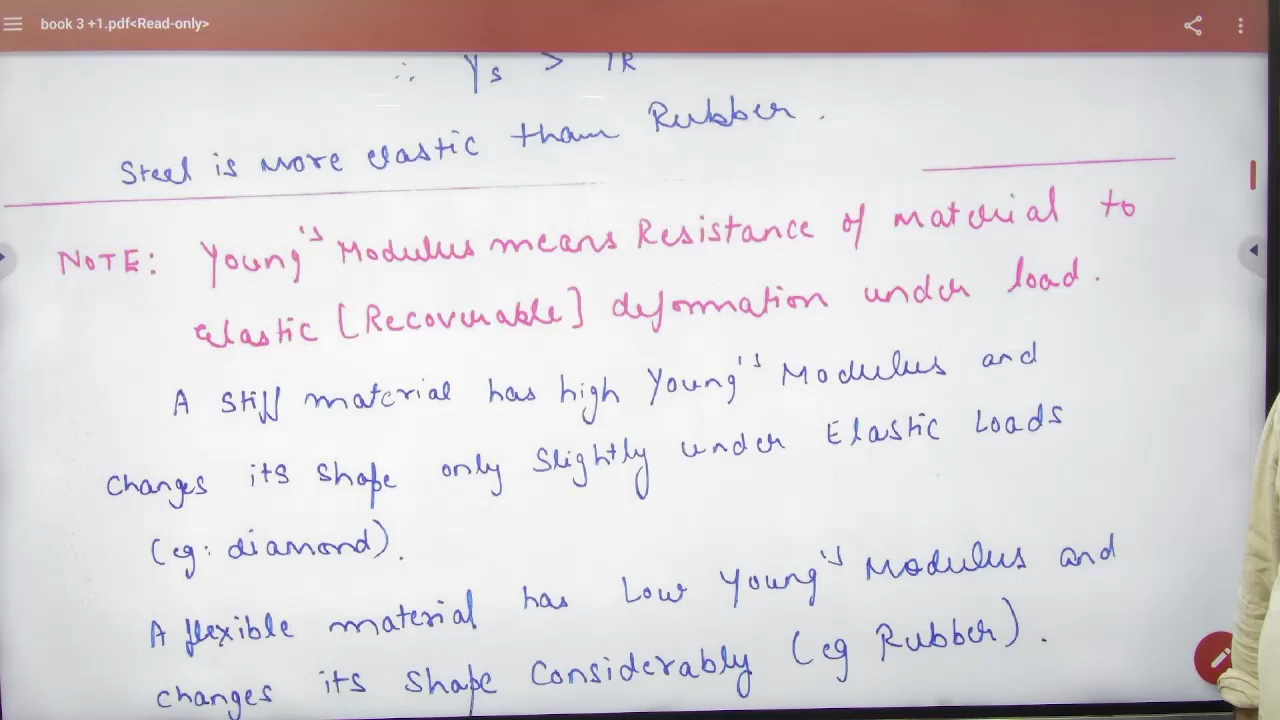 book 3 +1.pdf<Read-only>
∴ Ys > YR
Steel is more elastic than Rubber.
NOTE: Young's Modulus means Resistance of material to
elastic [Recoverable] deformation under load.
A stiff material has high Young's Modulus and
changes its shape only slightly under Elastic Loads
(eg: diamond).
A flexible material has Low Young's Modulus and
changes its shape considerably (eg Rubber).